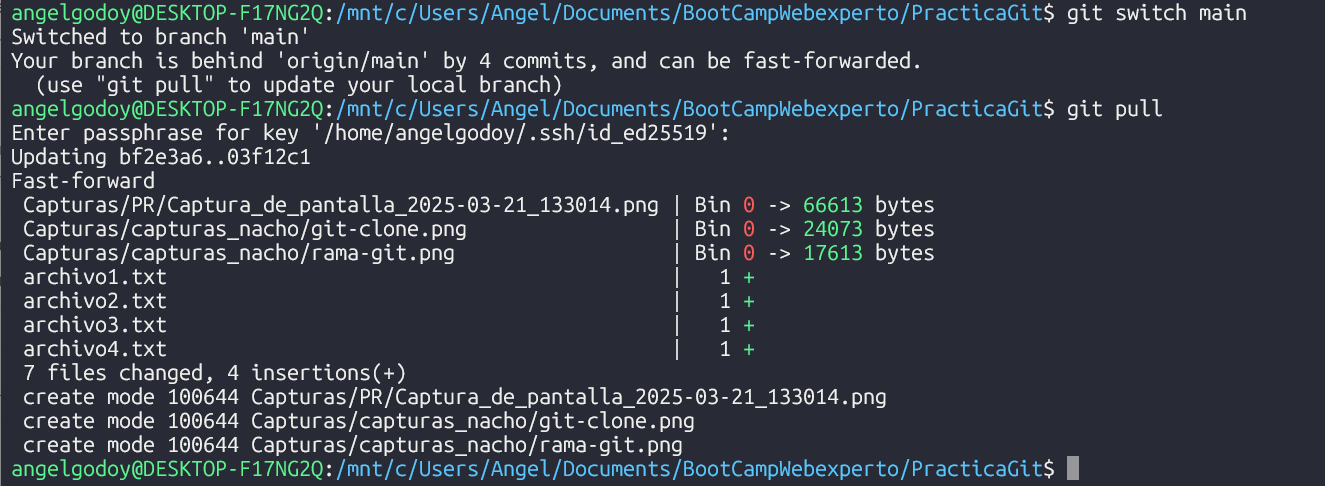 angelgodoy@DESKTOP-F17NG2Q:/mnt/c/Users/Angel/Documents/BootCampWebexperto/PracticaGit$ git switch main
Switched to branch 'main'
Your branch is behind 'origin/main' by 4 commits, and can be fast-forwarded.
  (use "git pull" to update your local branch)
angelgodoy@DESKTOP-F17NG2Q:/mnt/c/Users/Angel/Documents/BootCampWebexperto/PracticaGit$ git pull
Enter passphrase for key '/home/angelgodoy/.ssh/id_ed25519':
Updating bf2e3a6..03f12c1
Fast-forward
 Capturas/PR/Captura_de_pantalla_2025-03-21_133014.png | Bin 0 -> 66613 bytes
 Capturas/capturas_nacho/git-clone.png                 | Bin 0 -> 24073 bytes
 Capturas/capturas_nacho/rama-git.png                  | Bin 0 -> 17613 bytes
 archivo1.txt                                          |   1 +
 archivo2.txt                                          |   1 +
 archivo3.txt                                          |   1 +
 archivo4.txt                                          |   1 +
 7 files changed, 4 insertions(+)
 create mode 100644 Capturas/PR/Captura_de_pantalla_2025-03-21_133014.png
 create mode 100644 Capturas/capturas_nacho/git-clone.png
 create mode 100644 Capturas/capturas_nacho/rama-git.png
angelgodoy@DESKTOP-F17NG2Q:/mnt/c/Users/Angel/Documents/BootCampWebexperto/PracticaGit$